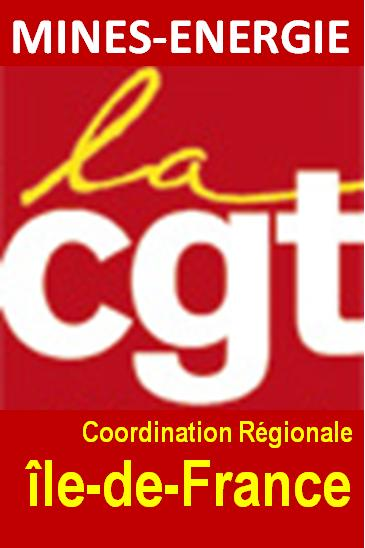 MINES-ENERGIE
la
cgt
Coordination Régionale
île-de-France